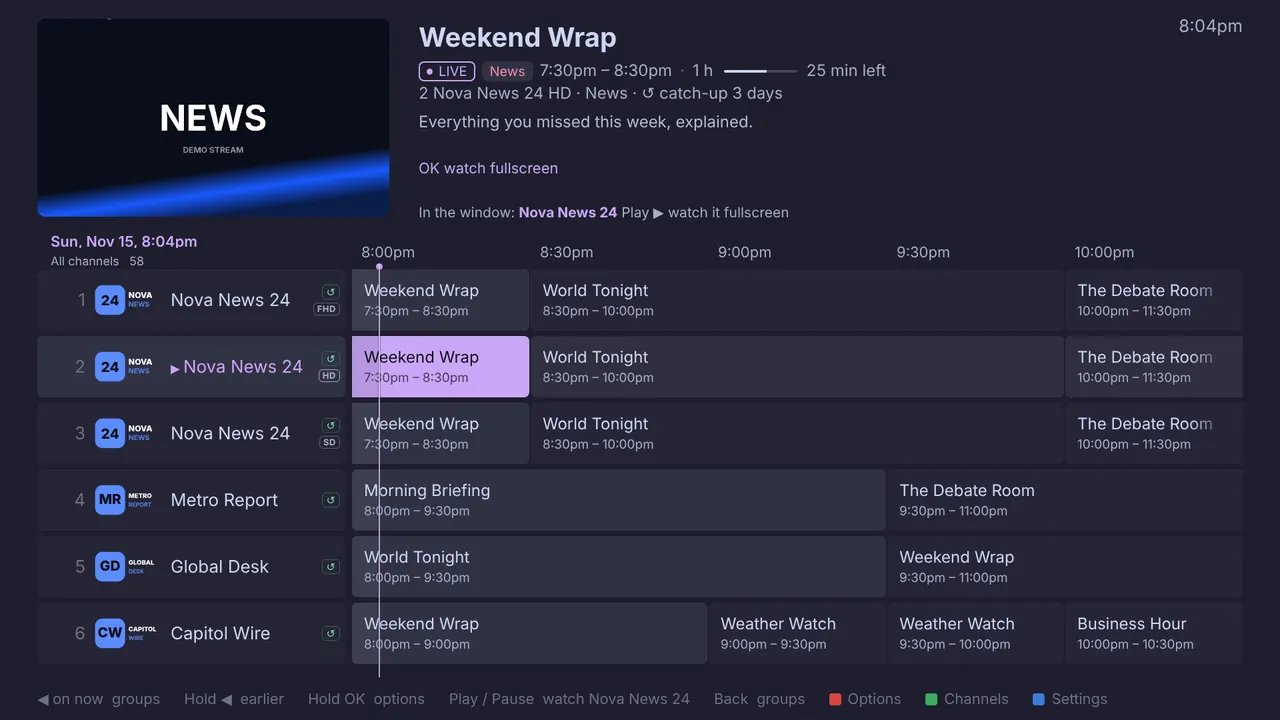 8:04pm
NEWS
DEMO STREAM
Weekend Wrap
LIVE News 7:30pm – 8:30pm · 1 h 25 min left
2 Nova News 24 HD · News · ↺ catch-up 3 days
Everything you missed this week, explained.
OK watch fullscreen
In the window: Nova News 24 Play ▶ watch it fullscreen
Sun, Nov 15, 8:04pm
All channels 58
8:00pm 8:30pm 9:00pm 9:30pm 10:00pm
1 24 NOVA NEWS Nova News 24 ↺ FHD
Weekend Wrap
7:30pm – 8:30pm
World Tonight
8:30pm – 10:00pm
The Debate Room
10:00pm – 11:30pm
2 24 NOVA NEWS ▶ Nova News 24 ↺ HD
Weekend Wrap
7:30pm – 8:30pm
World Tonight
8:30pm – 10:00pm
The Debate Room
10:00pm – 11:30pm
3 24 NOVA NEWS Nova News 24 ↺ SD
Weekend Wrap
7:30pm – 8:30pm
World Tonight
8:30pm – 10:00pm
The Debate Room
10:00pm – 11:30pm
4 MR METRO REPORT Metro Report ↺
Morning Briefing
8:00pm – 9:30pm
The Debate Room
9:30pm – 11:00pm
5 GD GLOBAL DESK Global Desk ↺
World Tonight
8:00pm – 9:30pm
Weekend Wrap
9:30pm – 11:00pm
6 CW CAPITOL WIRE Capitol Wire ↺
Weekend Wrap
8:00pm – 9:00pm
Weather Watch
9:00pm – 9:30pm
Weather Watch
9:30pm – 10:00pm
Business Hour
10:00pm – 10:30pm
◀ on now groups Hold ◀ earlier Hold OK options Play / Pause watch Nova News 24 Back groups Options Channels Settings